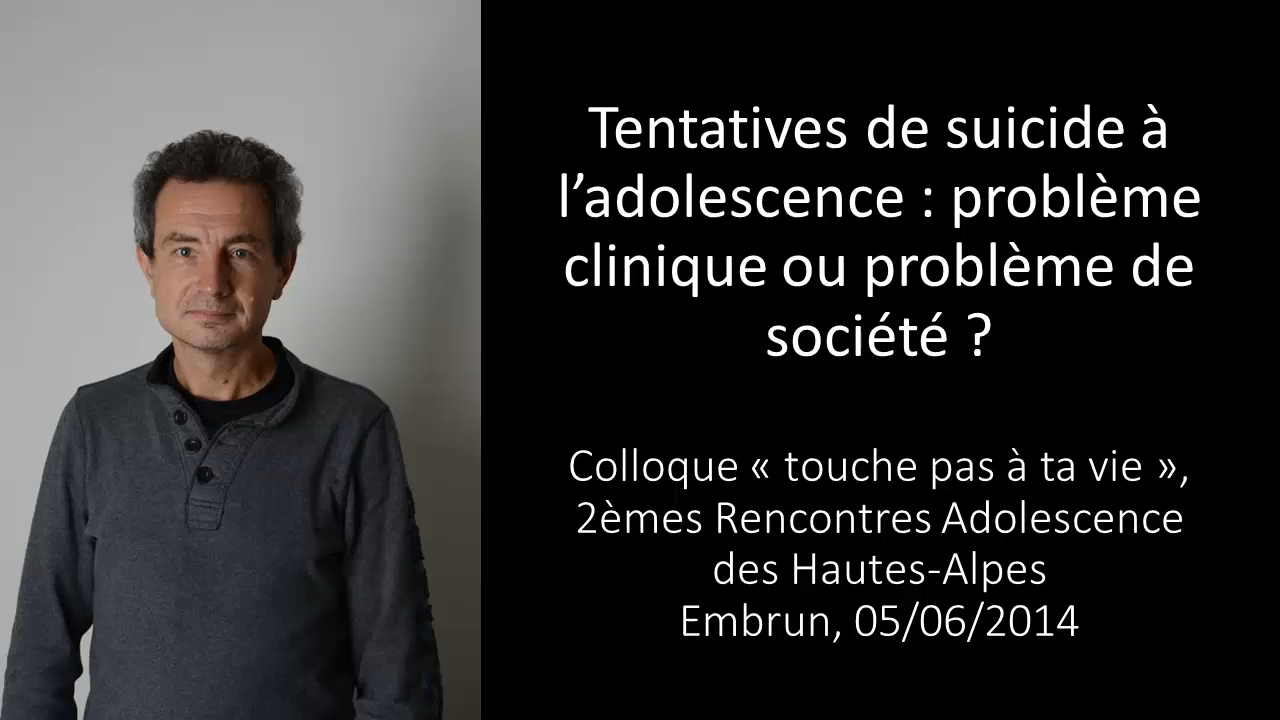 Tentatives de suicide à
l’adolescence : problème
clinique ou problème de
société ?
Colloque « touche pas à ta vie »,
2èmes Rencontres Adolescence
des Hautes-Alpes
Embrun, 05/06/2014